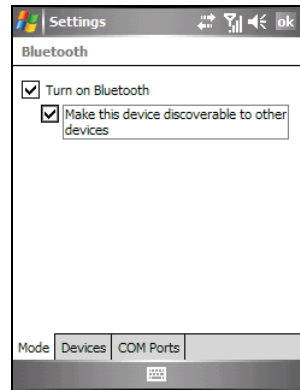 Settings
ok
Bluetooth
Turn on Bluetooth
Make this device discoverable to other
devices
Mode Devices COM Ports